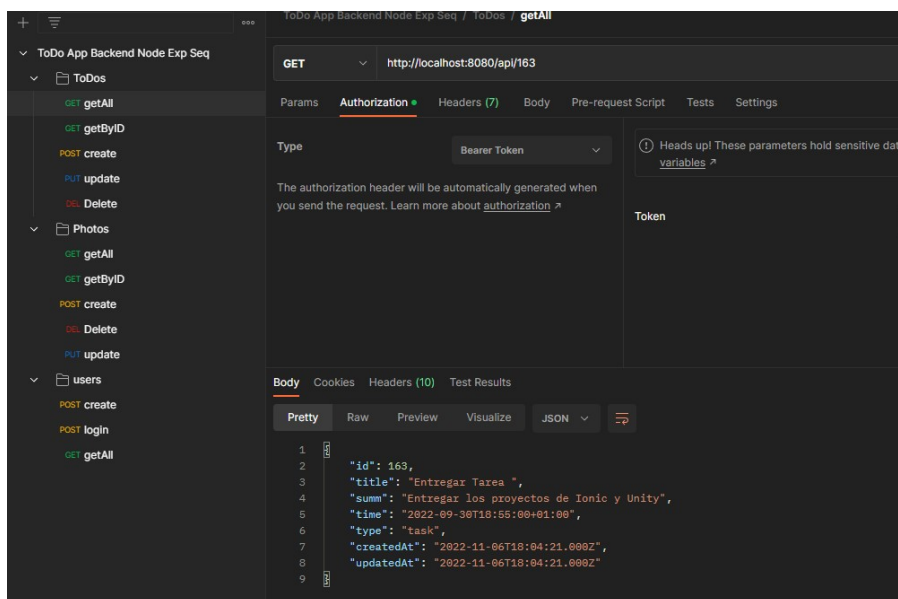 ToDo App Backend Node Exp Seq / ToDos / getAll
ToDo App Backend Node Exp Seq
ToDos
GET getAll
GET getByID
POST create
PUT update
DEL Delete
Photos
GET getAll
GET getByID
POST create
DEL Delete
PUT update
users
POST create
POST login
GET getAll
GET http://localhost:8080/api/163
Params Authorization Headers (7) Body Pre-request Script Tests Settings
Type Bearer Token
The authorization header will be automatically generated when
you send the request. Learn more about authorization ↗
Heads up! These parameters hold sensitive dat
variables ↗
Token
Body Cookies Headers (10) Test Results
Pretty Raw Preview Visualize JSON
1 {
2 "id": 163,
3 "title": "Entregar Tarea ",
4 "summ": "Entregar los proyectos de Ionic y Unity",
5 "time": "2022-09-30T18:55:00+01:00",
6 "type": "task",
7 "createdAt": "2022-11-06T18:04:21.000Z",
8 "updatedAt": "2022-11-06T18:04:21.000Z"
9 }